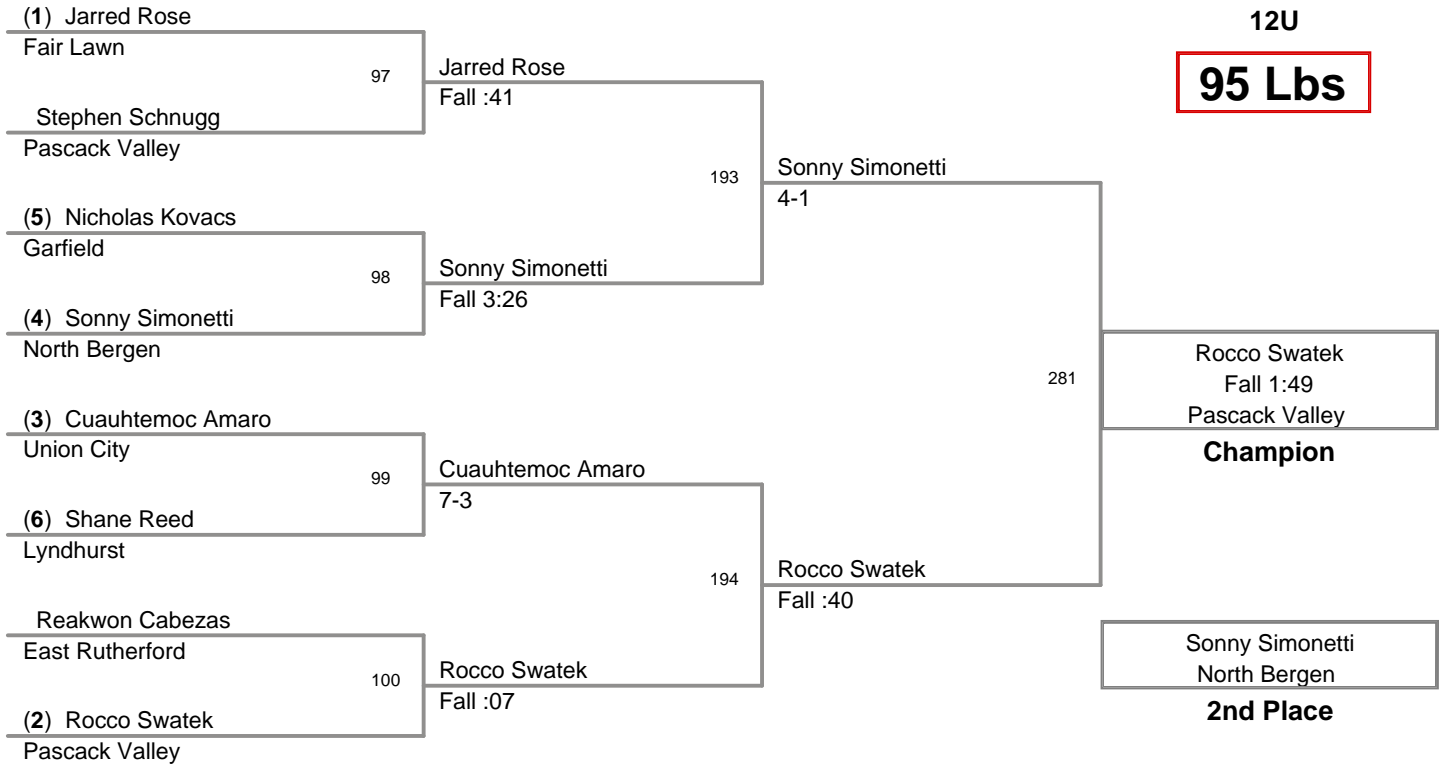 12U
95 Lbs
(1) Jarred Rose
Fair Lawn
97
Stephen Schnugg
Pascack Valley
(5) Nicholas Kovacs
Garfield
98
(4) Sonny Simonetti
North Bergen
(3) Cuauhtemoc Amaro
Union City
99
(6) Shane Reed
Lyndhurst
Reakwon Cabezas
East Rutherford
100
(2) Rocco Swatek
Pascack Valley
Jarred Rose
Fall :41
193
Sonny Simonetti
Fall 3:26
Cuauhtemoc Amaro
7-3
194
Rocco Swatek
Fall :07
Sonny Simonetti
4-1
281
Rocco Swatek
Fall :40
Rocco Swatek
Fall 1:49
Pascack Valley
Champion
Sonny Simonetti
North Bergen
2nd Place